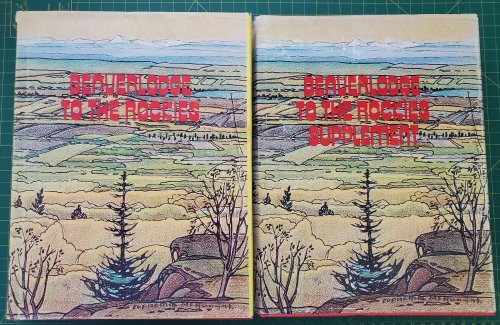 BEAVERLODGE
TO THE ROCKIES
BEAVERLODGE
TO THE ROCKIES
SUPPLEMENT